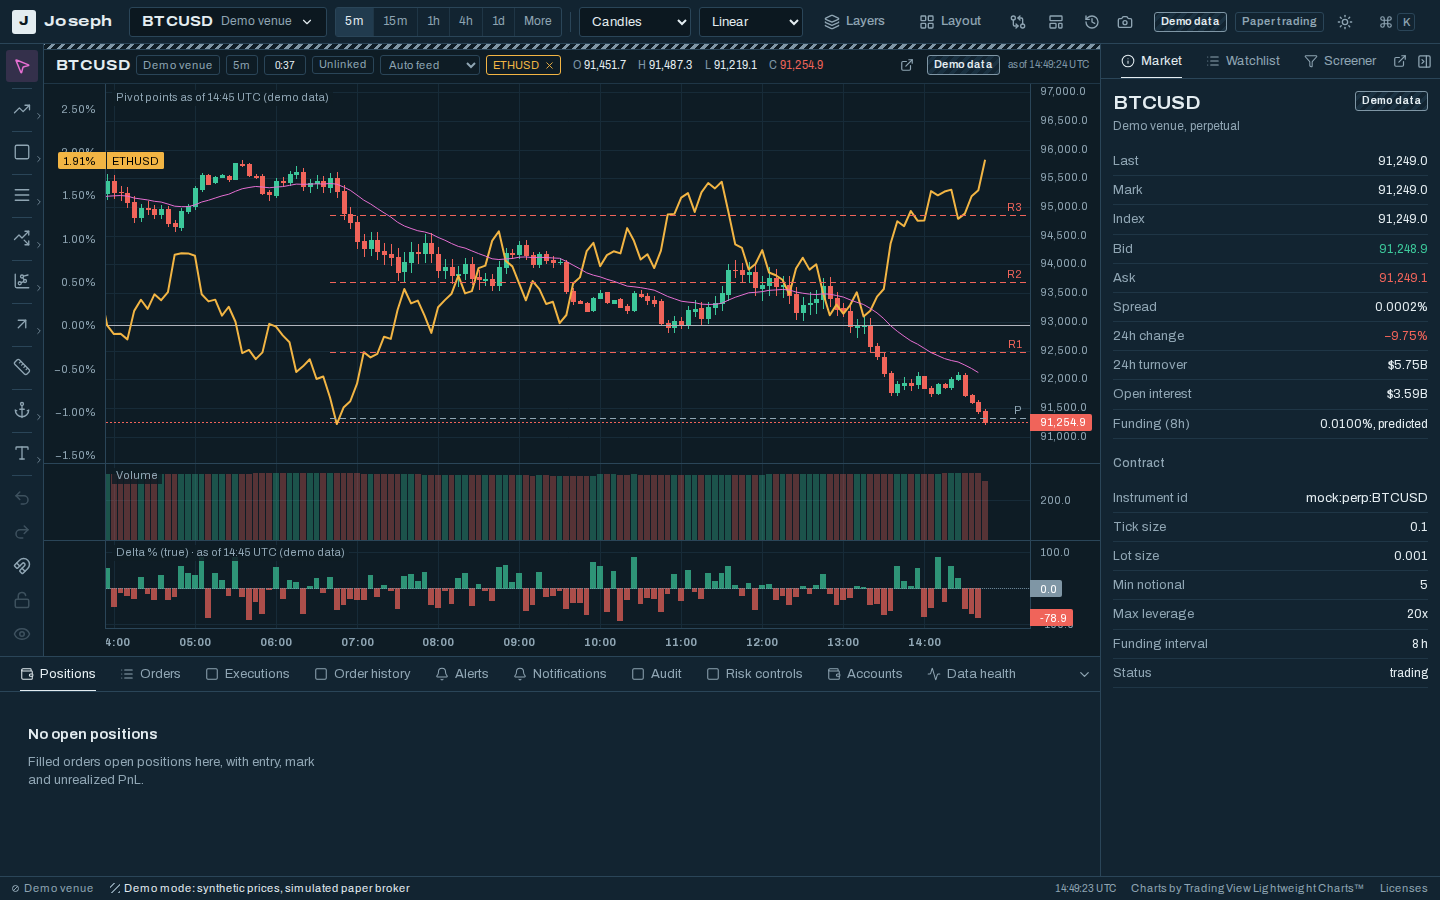 J Joseph
BTCUSD Demo venue
5m 15m 1h 4h 1d More
Candles
Linear
Layers
Layout
Demo data
Paper trading
⌘ K
BTCUSD Demo venue 5m 0:37 Unlinked Auto feed ETHUSD × O 91,451.7 H 91,487.3 L 91,219.1 C 91,254.9
Demo data as of 14:49:24 UTC
Pivot points as of 14:45 UTC (demo data)
2.50%
1.91% ETHUSD
1.50%
1.00%
0.50%
0.00%
−0.50%
−1.00%
−1.50%
R3
R2
R1
P
97,000.0
96,500.0
96,000.0
95,500.0
95,000.0
94,500.0
94,000.0
93,500.0
93,000.0
92,500.0
92,000.0
91,500.0
91,254.9
91,000.0
Volume
200.0
Delta % (true) · as of 14:45 UTC (demo data)
100.0
0.0
-78.9
4:00 05:00 06:00 07:00 08:00 09:00 10:00 11:00 12:00 13:00 14:00
Market Watchlist Screener
BTCUSD
Demo data
Demo venue, perpetual
Last 91,249.0
Mark 91,249.0
Index 91,249.0
Bid 91,248.9
Ask 91,249.1
Spread 0.0002%
24h change −9.75%
24h turnover $5.75B
Open interest $3.59B
Funding (8h) 0.0100%, predicted
Contract
Instrument id mock:perp:BTCUSD
Tick size 0.1
Lot size 0.001
Min notional 5
Max leverage 20x
Funding interval 8 h
Status trading
Positions Orders Executions Order history Alerts Notifications Audit Risk controls Accounts Data health
No open positions
Filled orders open positions here, with entry, mark
and unrealized PnL.
Demo venue Demo mode: synthetic prices, simulated paper broker
14:49:23 UTC Charts by TradingView Lightweight Charts™ Licenses